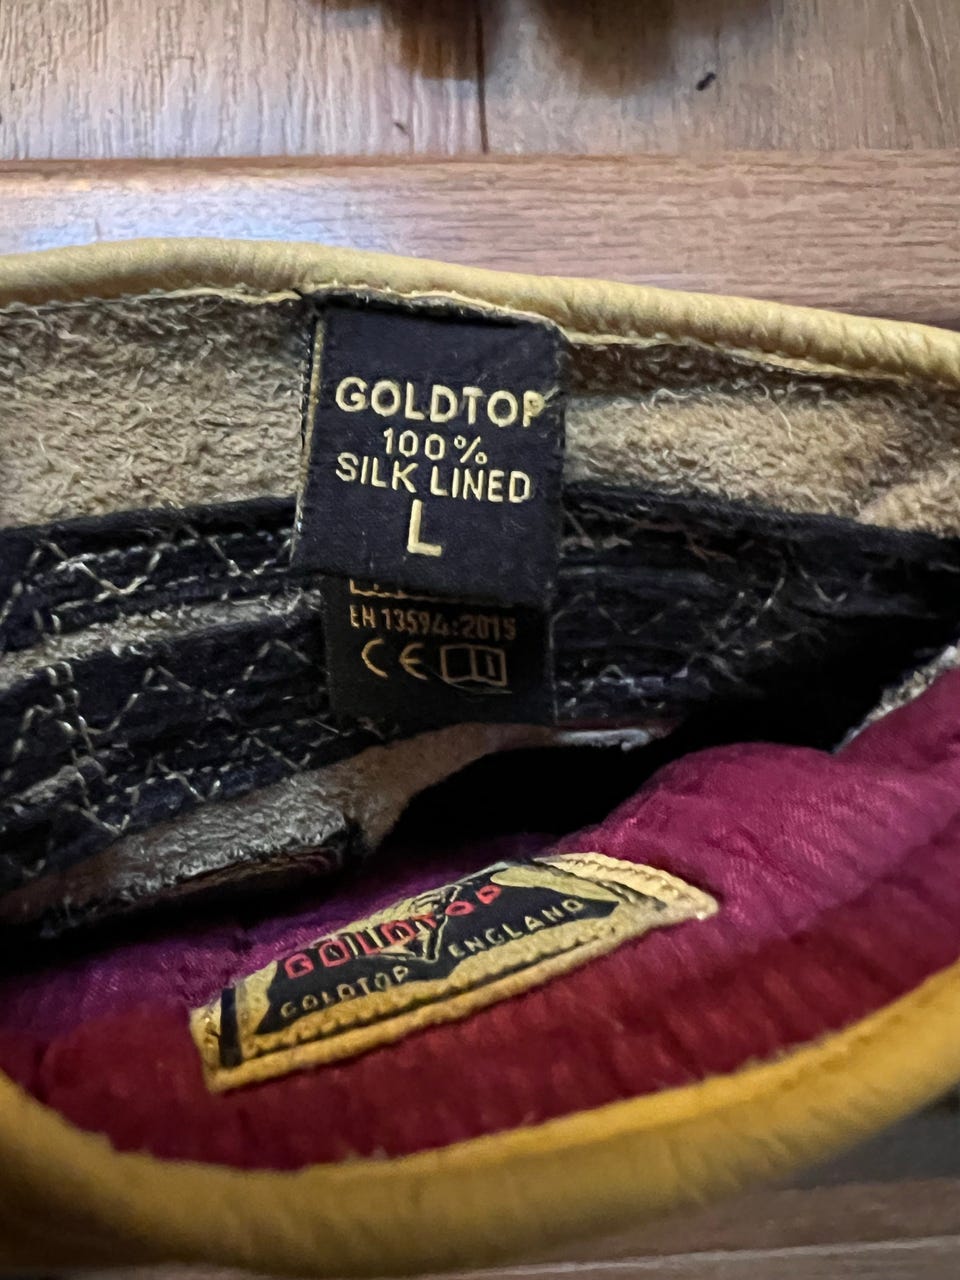 GOLDTOP
100%
SILK LINED
L
EN 13594:2015
CE
GOLDTOP
GOLDTOP ENGLAND